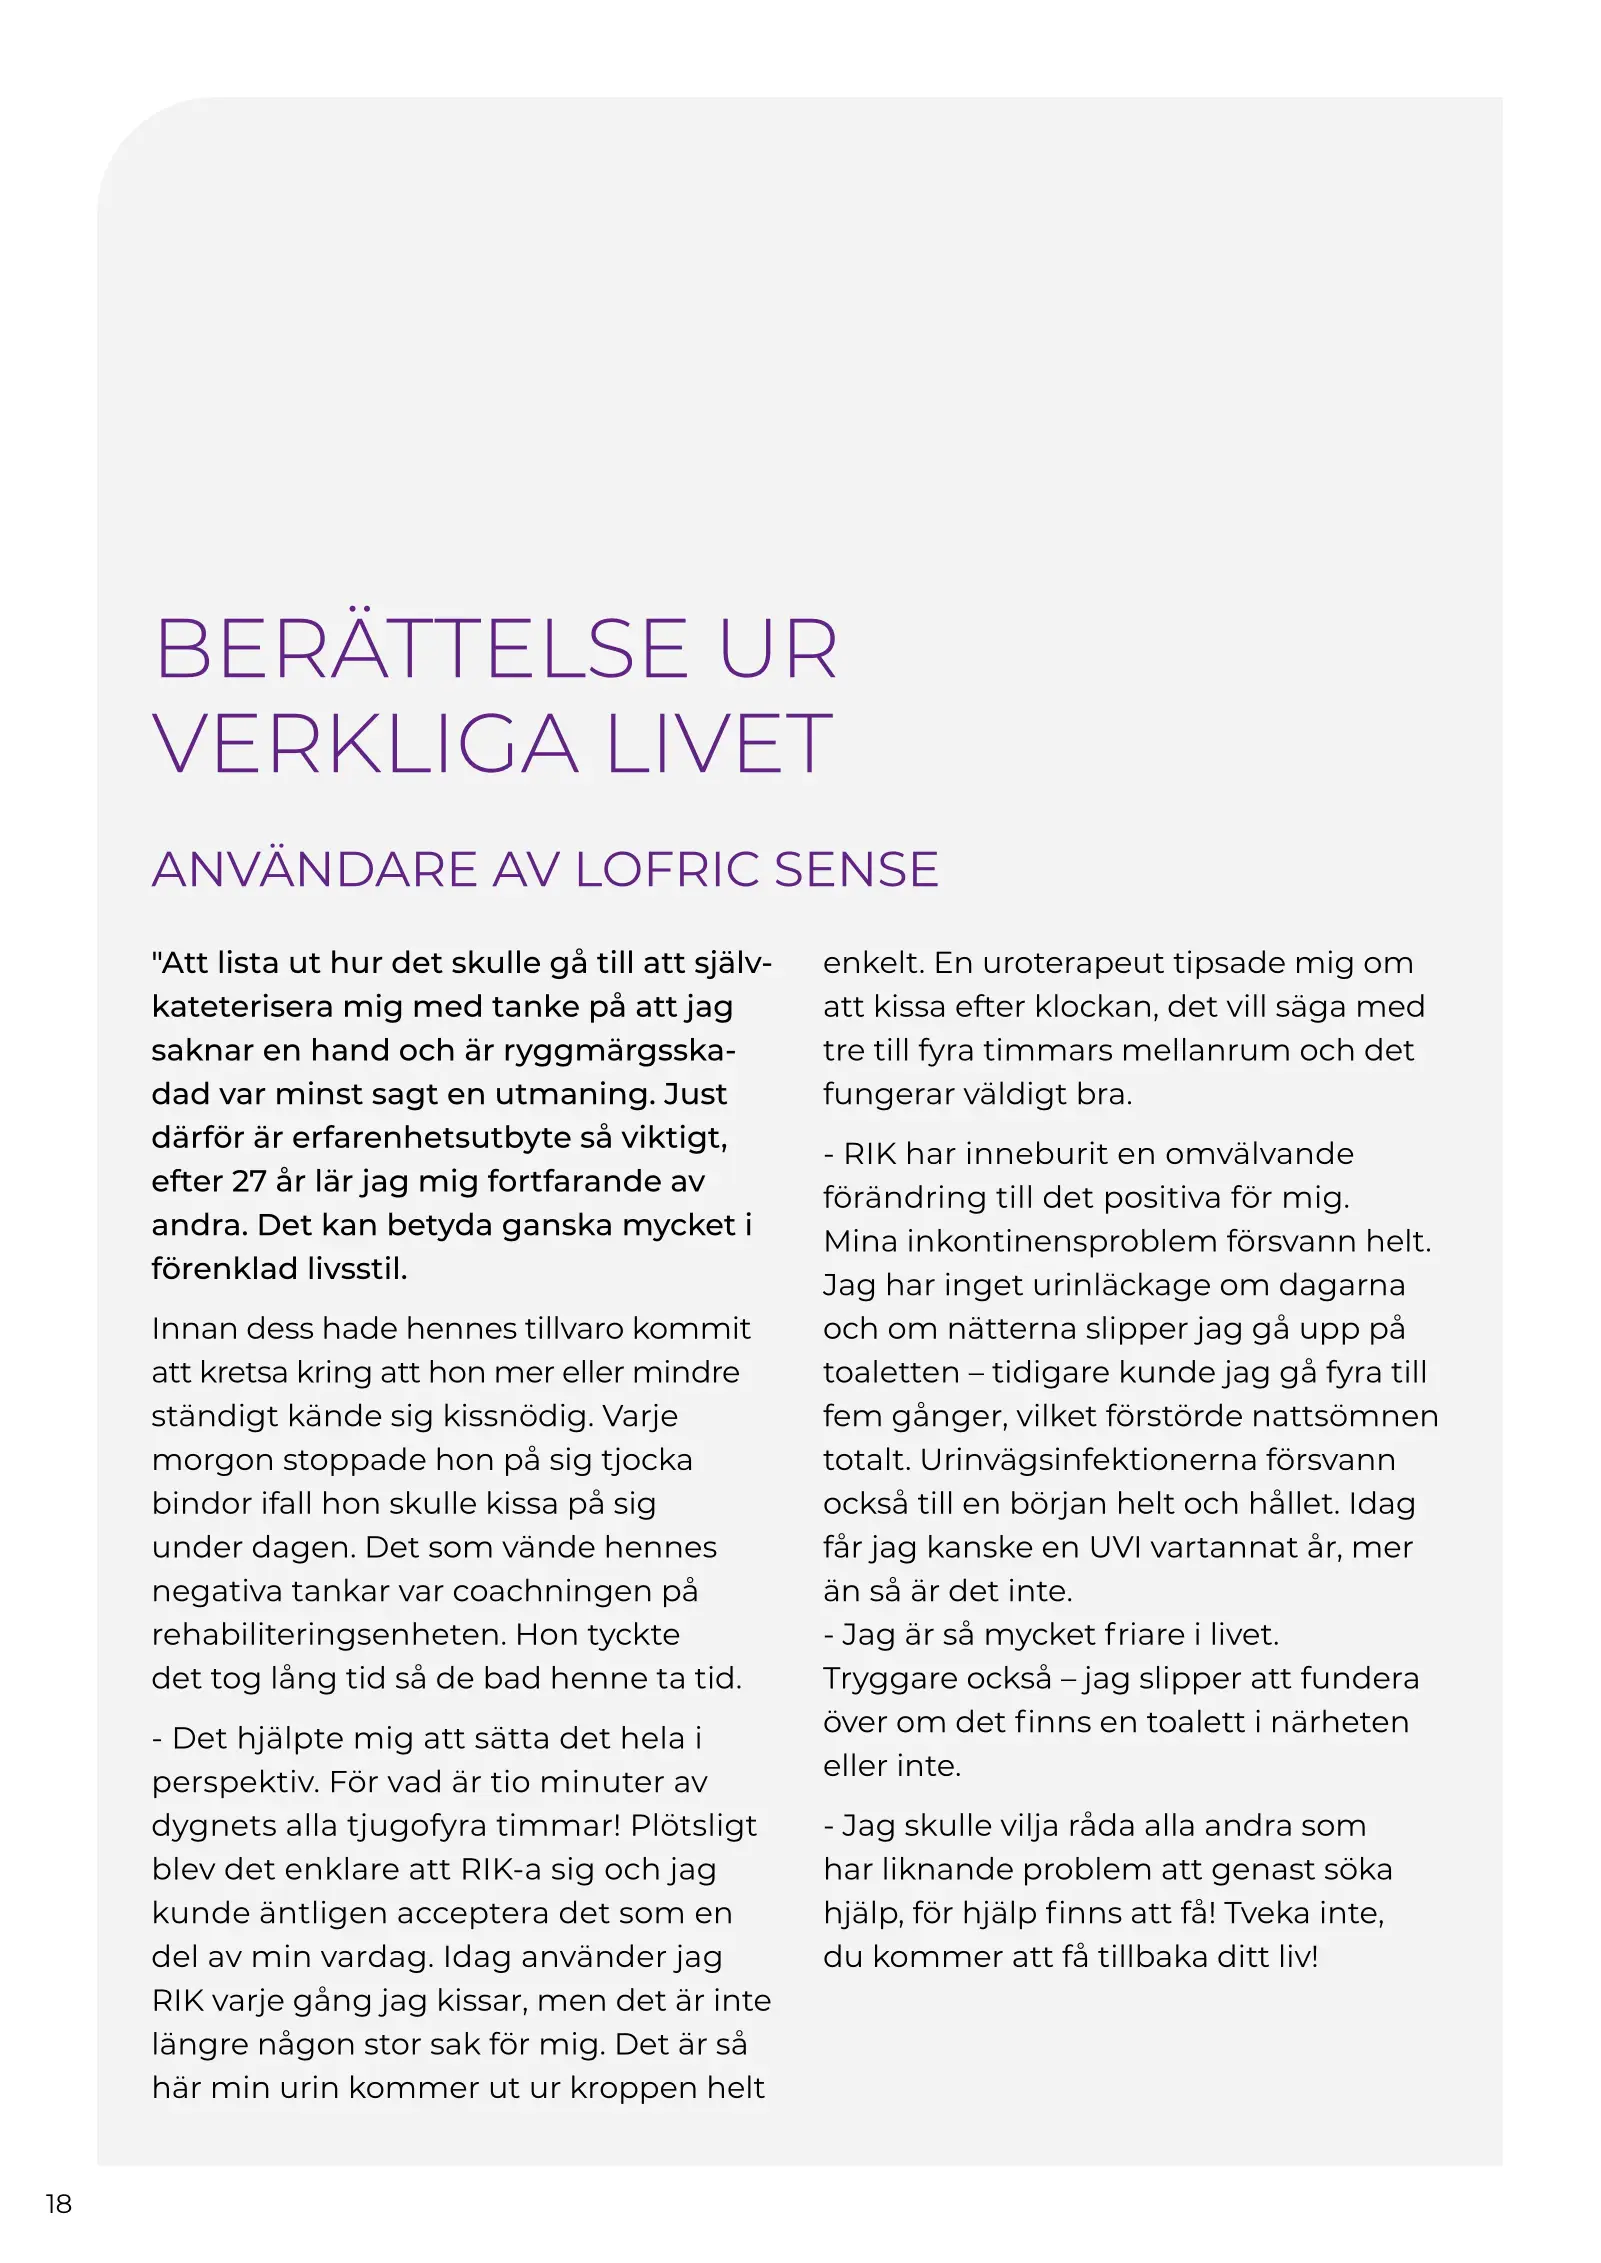 BERÄTTELSE UR
VERKLIGA LIVET
ANVÄNDARE AV LOFRIC SENSE
"Att lista ut hur det skulle gå till att själv-
kateterisera mig med tanke på att jag
saknar en hand och är ryggmärgsska-
dad var minst sagt en utmaning. Just
därför är erfarenhetsutbyte så viktigt,
efter 27 år lär jag mig fortfarande av
andra. Det kan betyda ganska mycket i
förenklad livsstil.
Innan dess hade hennes tillvaro kommit
att kretsa kring att hon mer eller mindre
ständigt kände sig kissnödig. Varje
morgon stoppade hon på sig tjocka
bindor ifall hon skulle kissa på sig
under dagen. Det som vände hennes
negativa tankar var coachningen på
rehabiliteringsenheten. Hon tyckte
det tog lång tid så de bad henne ta tid.
- Det hjälpte mig att sätta det hela i
perspektiv. För vad är tio minuter av
dygnets alla tjugofyra timmar! Plötsligt
blev det enklare att RIK-a sig och jag
kunde äntligen acceptera det som en
del av min vardag. Idag använder jag
RIK varje gång jag kissar, men det är inte
längre någon stor sak för mig. Det är så
här min urin kommer ut ur kroppen helt
enkelt. En uroterapeut tipsade mig om
att kissa efter klockan, det vill säga med
tre till fyra timmars mellanrum och det
fungerar väldigt bra.
- RIK har inneburit en omvälvande
förändring till det positiva för mig.
Mina inkontinensproblem försvann helt.
Jag har inget urinläckage om dagarna
och om nätterna slipper jag gå upp på
toaletten – tidigare kunde jag gå fyra till
fem gånger, vilket förstörde nattsömnen
totalt. Urinvägsinfektionerna försvann
också till en början helt och hållet. Idag
får jag kanske en UVI vartannat år, mer
än så är det inte.
- Jag är så mycket friare i livet.
Tryggare också – jag slipper att fundera
över om det finns en toalett i närheten
eller inte.
- Jag skulle vilja råda alla andra som
har liknande problem att genast söka
hjälp, för hjälp finns att få! Tveka inte,
du kommer att få tillbaka ditt liv!
18